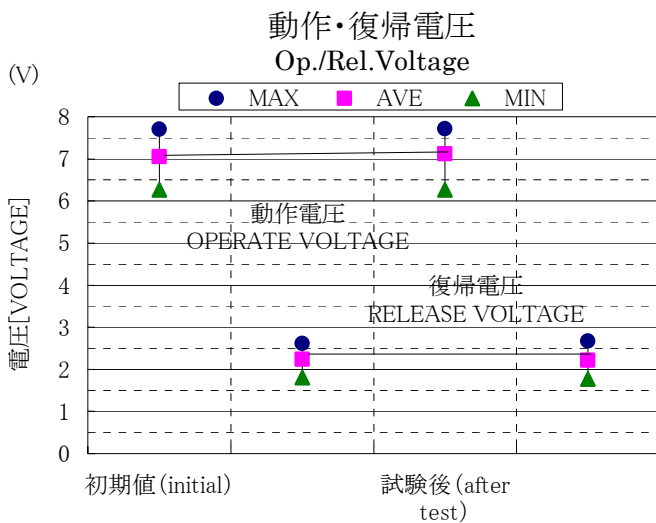 動作・復帰電圧
Op./Rel.Voltage
(V)
MAX AVE MIN
8
7
6
5
4
3
2
1
0
電圧[VOLTAGE]
動作電圧
OPERATE VOLTAGE
復帰電圧
RELEASE VOLTAGE
初期値(initial) 試験後(after
test)